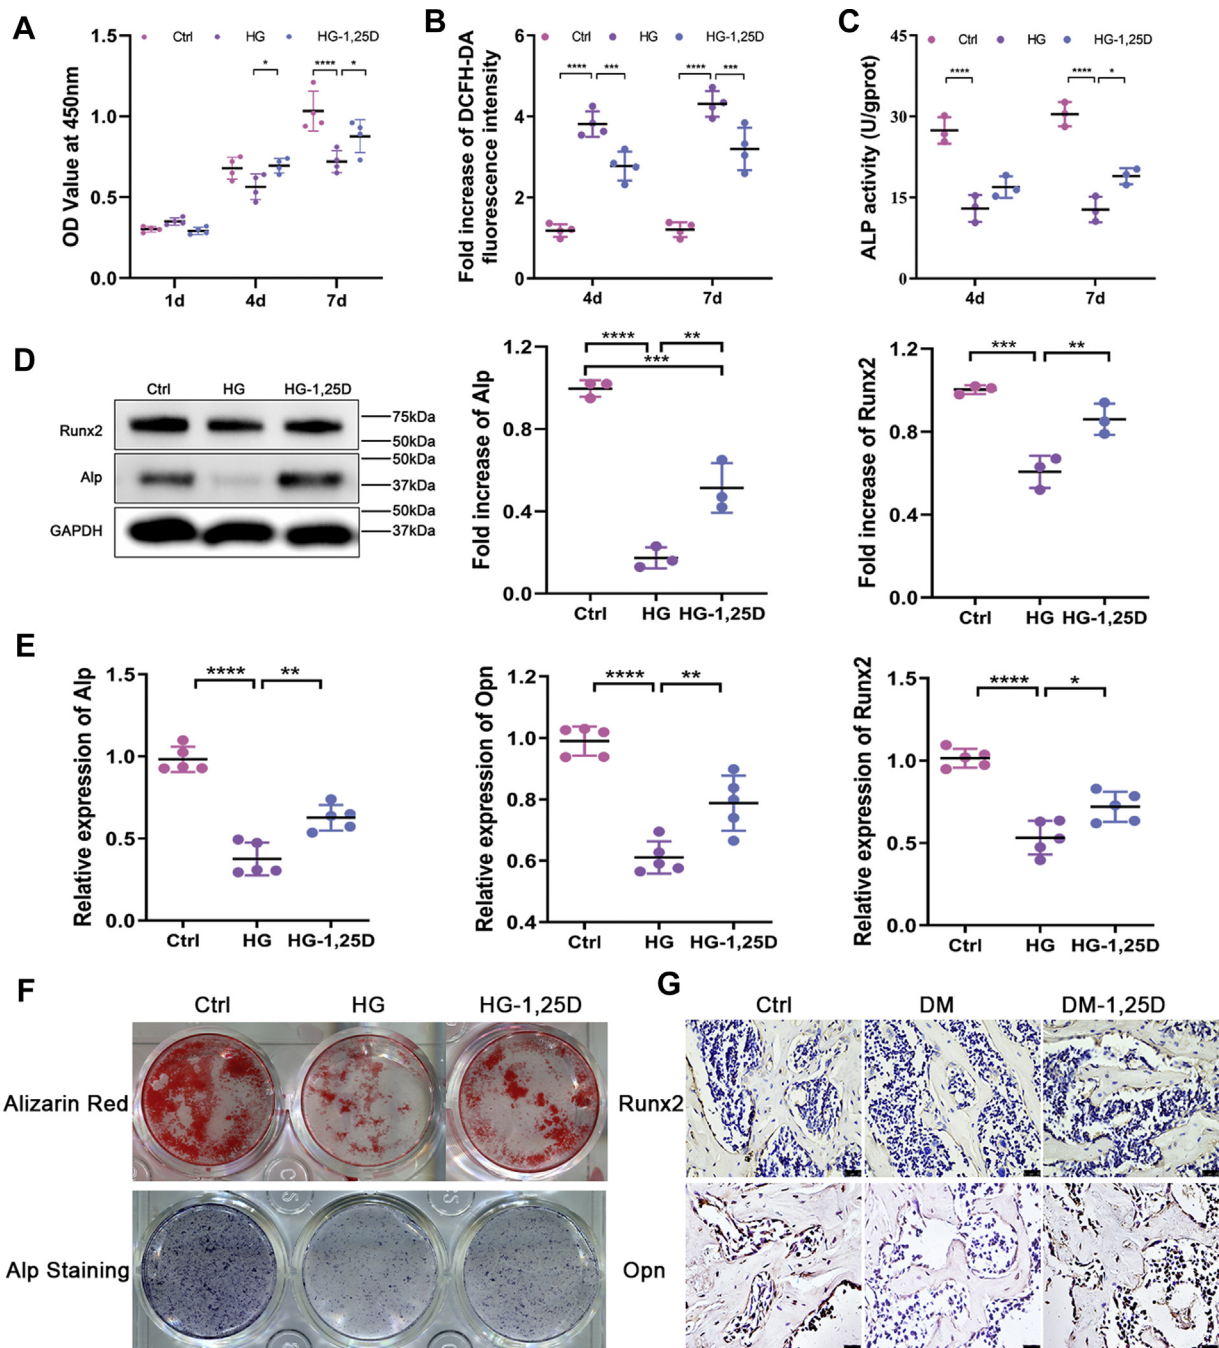 A
OD Value at 450nm
Ctrl HG HG-1,25D
1.5
1.0
0.5
0.0
* **** *
1d 4d 7d
B
Fold increase of DCFH-DA
fluorescence intensity
Ctrl HG HG-1,25D
6
4
2
0
**** *** **** ***
4d 7d
C
ALP activity (U/gprot)
Ctrl HG HG-1,25D
45
30
15
0
**** **** *
4d 7d
D
Ctrl HG HG-1,25D
Runx2
75kDa
50kDa
Alp
50kDa
37kDa
GAPDH
50kDa
37kDa
Fold increase of Alp
1.2
0.8
0.4
0.0
**** **
***
Ctrl HG HG-1,25D
Fold increase of Runx2
1.2
0.8
0.4
0.0
*** **
Ctrl HG HG-1,25D
E
Relative expression of Alp
1.5
1.0
0.5
0.0
**** **
Ctrl HG HG-1,25D
Relative expression of Opn
1.2
1.0
0.8
0.6
0.4
**** **
Ctrl HG HG-1,25D
Relative expression of Runx2
1.5
1.0
0.5
0.0
**** *
Ctrl HG HG-1,25D
F
Ctrl HG HG-1,25D
Alizarin Red
Alp Staining
G
Ctrl DM DM-1,25D
Runx2
Opn